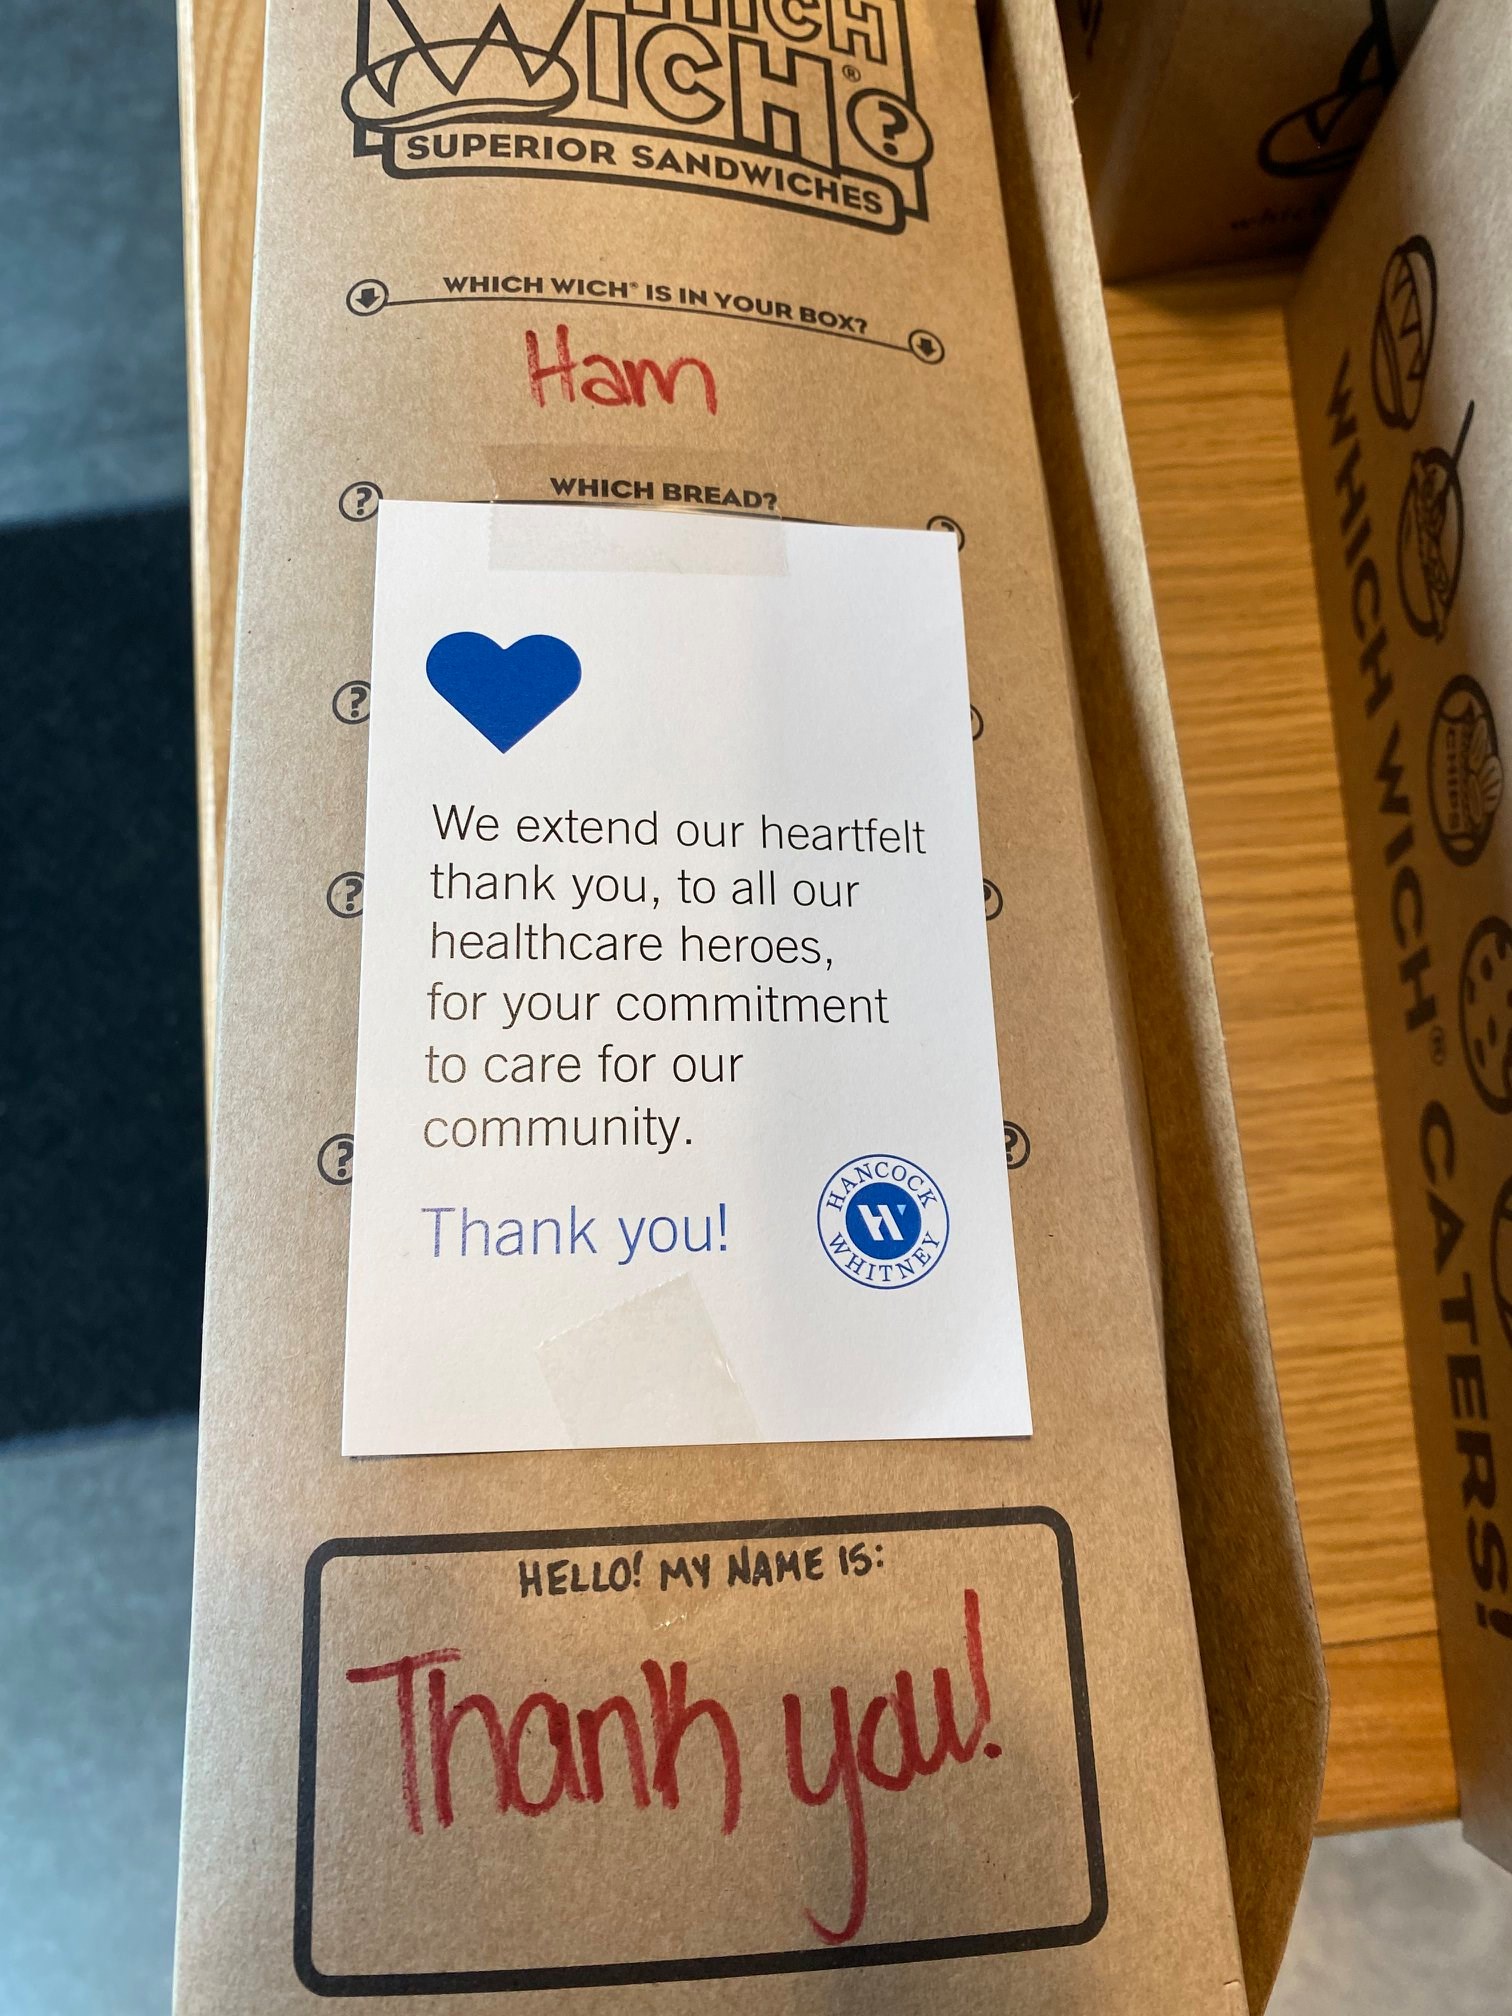 WICH
WICH®?
SUPERIOR SANDWICHES
WHICH WICH® IS IN YOUR BOX?
Ham
WHICH BREAD?
We extend our heartfelt
thank you, to all our
healthcare heroes,
for your commitment
to care for our
community.
Thank you!
HANCOCK
WHITNEY
HELLO! MY NAME IS:
Thank you!
WHICH WICH® CATERS!
CHIPS